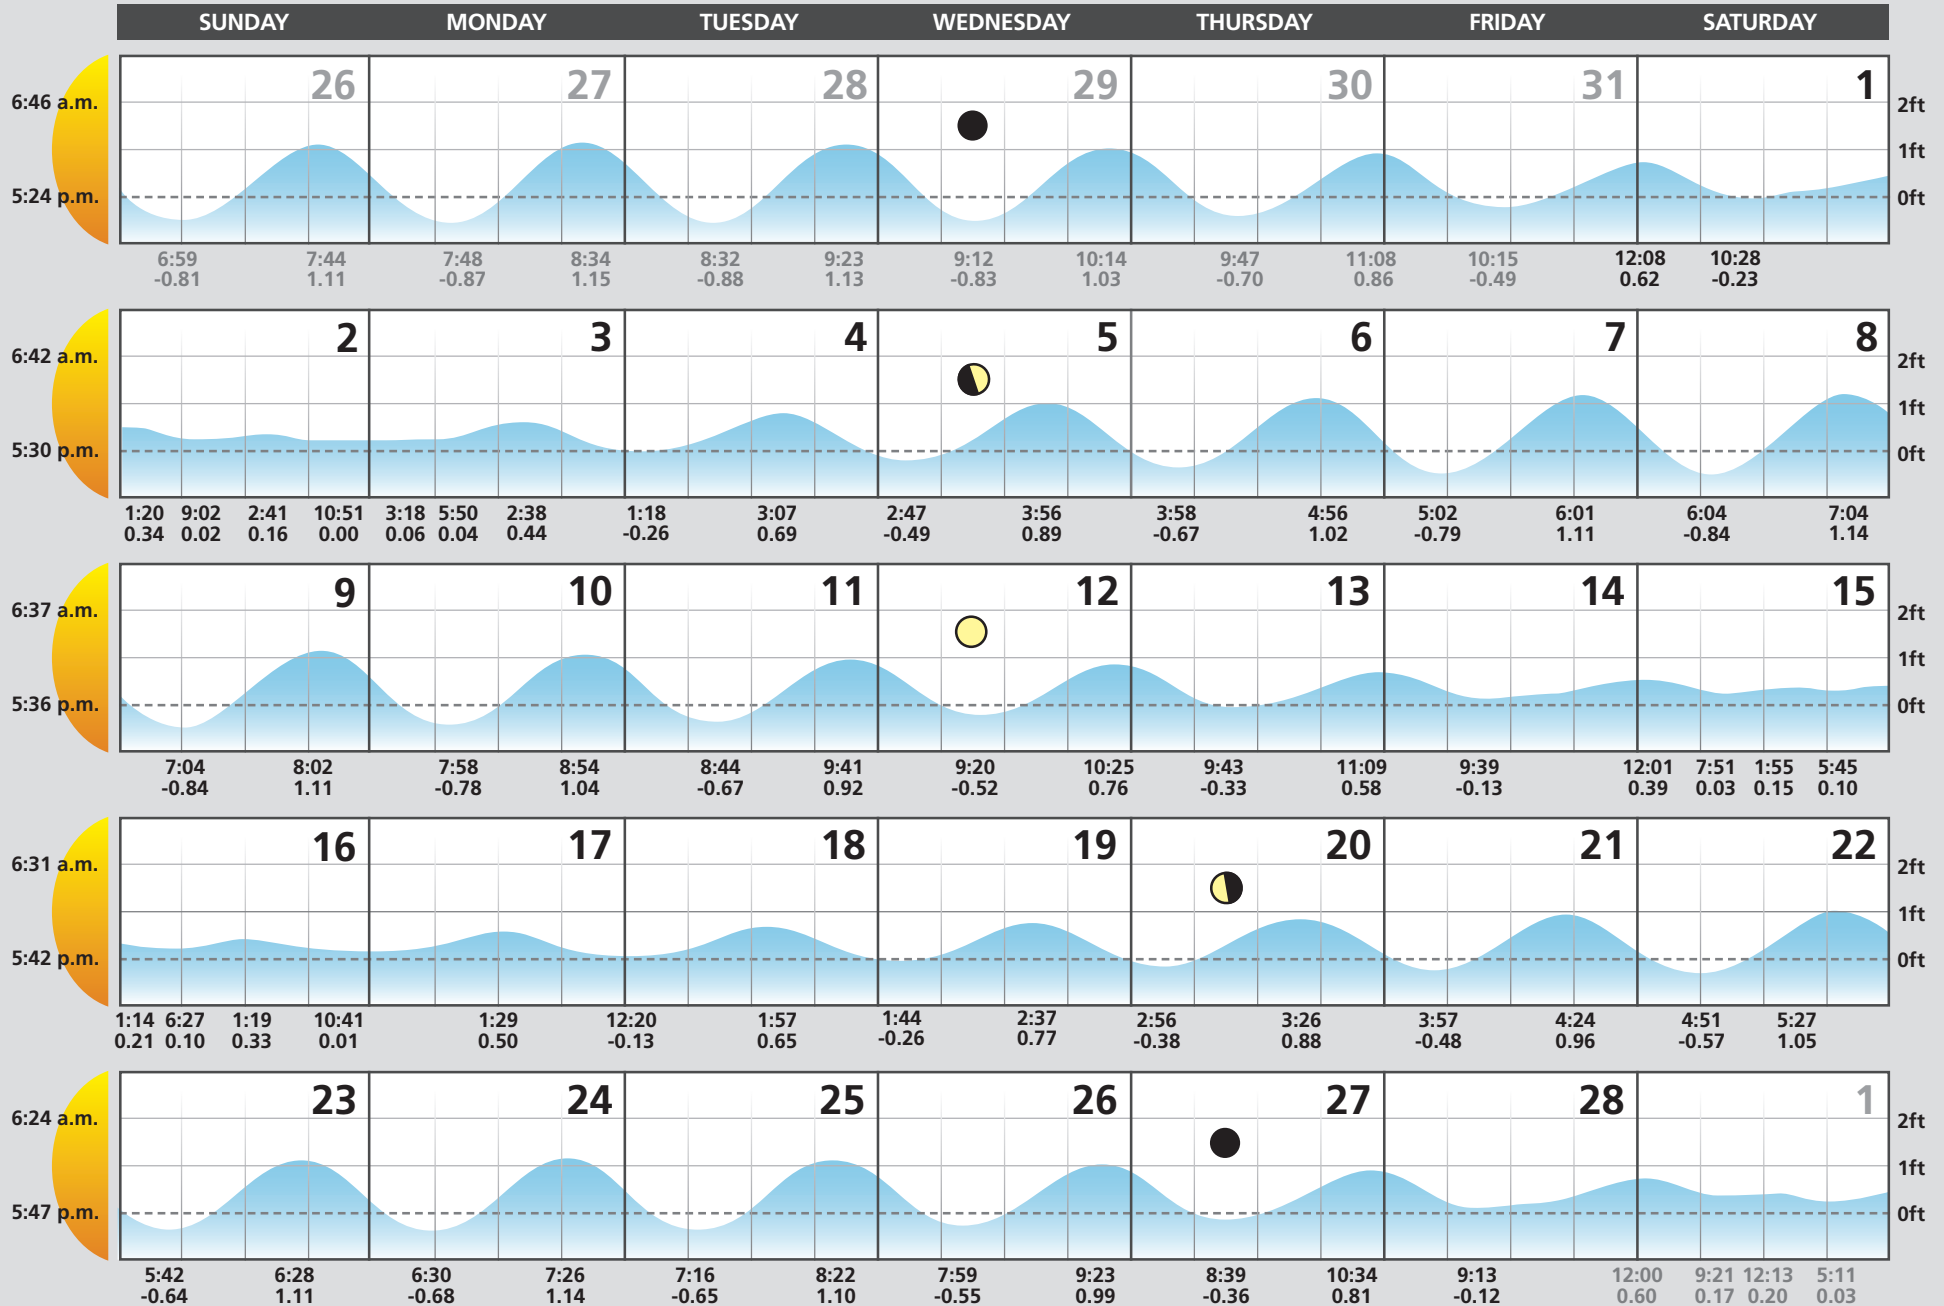 SUNDAY MONDAY TUESDAY WEDNESDAY THURSDAY FRIDAY SATURDAY
26 27 28 29 30 31 1
6:46 a.m. 2ft
1ft
5:24 p.m. 0ft
6:59 7:44 7:48 8:34 8:32 9:23 9:12 10:14 9:47 11:08 10:15 12:08 10:28
-0.81 1.11 -0.87 1.15 -0.88 1.13 -0.83 1.03 -0.70 0.86 -0.49 0.62 -0.23
2 3 4 5 6 7 8
6:42 a.m. 2ft
1ft
5:30 p.m. 0ft
1:20 9:02 2:41 10:51 3:18 5:50 2:38 1:18 3:07 2:47 3:56 3:58 4:56 5:02 6:01 6:04 7:04
0.34 0.02 0.16 0.00 0.06 0.04 0.44 -0.26 0.69 -0.49 0.89 -0.67 1.02 -0.79 1.11 -0.84 1.14
9 10 11 12 13 14 15
6:37 a.m. 2ft
1ft
5:36 p.m. 0ft
7:04 8:02 7:58 8:54 8:44 9:41 9:20 10:25 9:43 11:09 9:39 12:01 7:51 1:55 5:45
-0.84 1.11 -0.78 1.04 -0.67 0.92 -0.52 0.76 -0.33 0.58 -0.13 0.39 0.03 0.15 0.10
16 17 18 19 20 21 22
6:31 a.m. 2ft
1ft
5:42 p.m. 0ft
1:14 6:27 1:19 10:41 1:29 12:20 1:57 1:44 2:37 2:56 3:26 3:57 4:24 4:51 5:27
0.21 0.10 0.33 0.01 0.50 -0.13 0.65 -0.26 0.77 -0.38 0.88 -0.48 0.96 -0.57 1.05
23 24 25 26 27 28 1
6:24 a.m. 2ft
1ft
5:47 p.m. 0ft
5:42 6:28 6:30 7:26 7:16 8:22 7:59 9:23 8:39 10:34 9:13 12:00 9:21 12:13 5:11
-0.64 1.11 -0.68 1.14 -0.65 1.10 -0.55 0.99 -0.36 0.81 -0.12 0.60 0.17 0.20 0.03